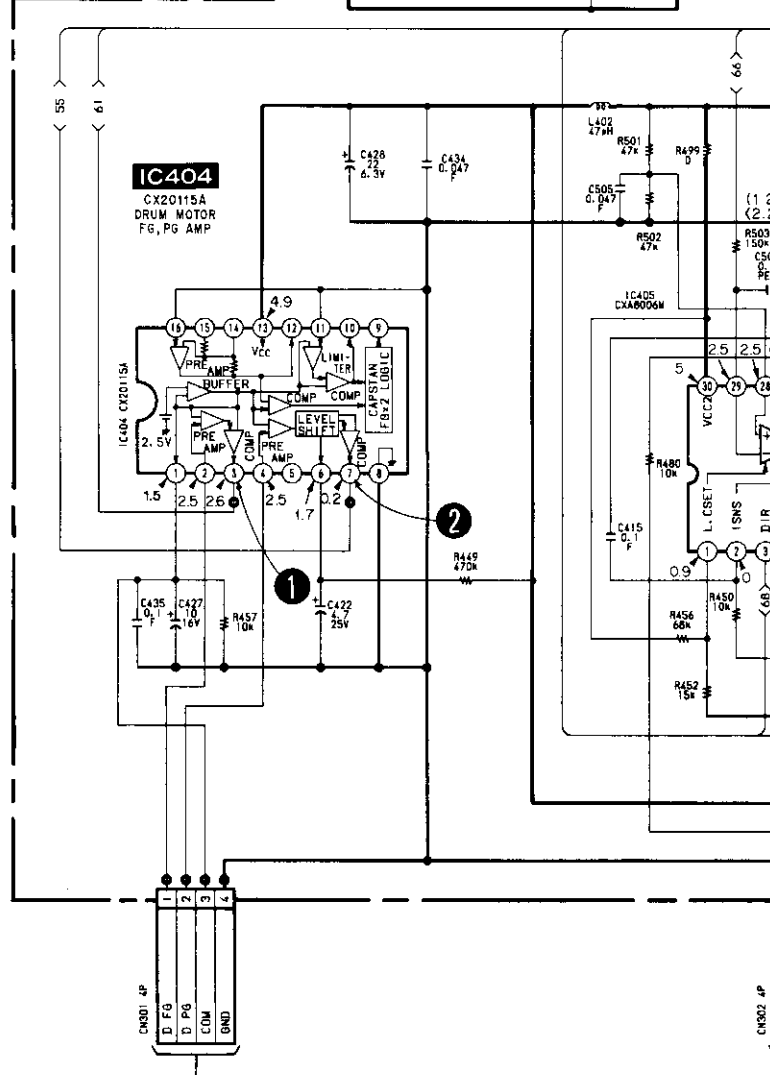 55
61
66
IC404
CX20115A
DRUM MOTOR
FG, PG AMP
C428
22
6.3V
C434
0.047
F
L402
47μH
R501
47k
R499
0
C505
0.047
F
R502
47k
R503
150k
IC405
CXA8006M
4.9
16
15
14
13
12
11
10
9
VCC
PRE
AMP
BUFFER
LIMI-
TER
COMP
COMP
CAPSTAN
FGx2 LOGIC
IC404 CX20115A
2.5V
PRE
AMP
COMP
PRE
AMP
LEVEL
SHIFT
COMP
1
2
3
4
5
6
7
8
1.5
2.5
2.6
2.5
1.7
0.2
1
2
5
2.5
2.5
30
29
28
VCC2
R480
10k
C415
0.1
F
L.CSET
ISNS
DIR
1
2
3
0.9
0
R449
470k
R450
10k
68
R456
68k
R452
15k
C435
0.1
F
C427
10
16V
R457
10k
C422
4.7
25V
1
2
3
4
CN301 4P
D FG
D PG
COM
GND
CN302 4P